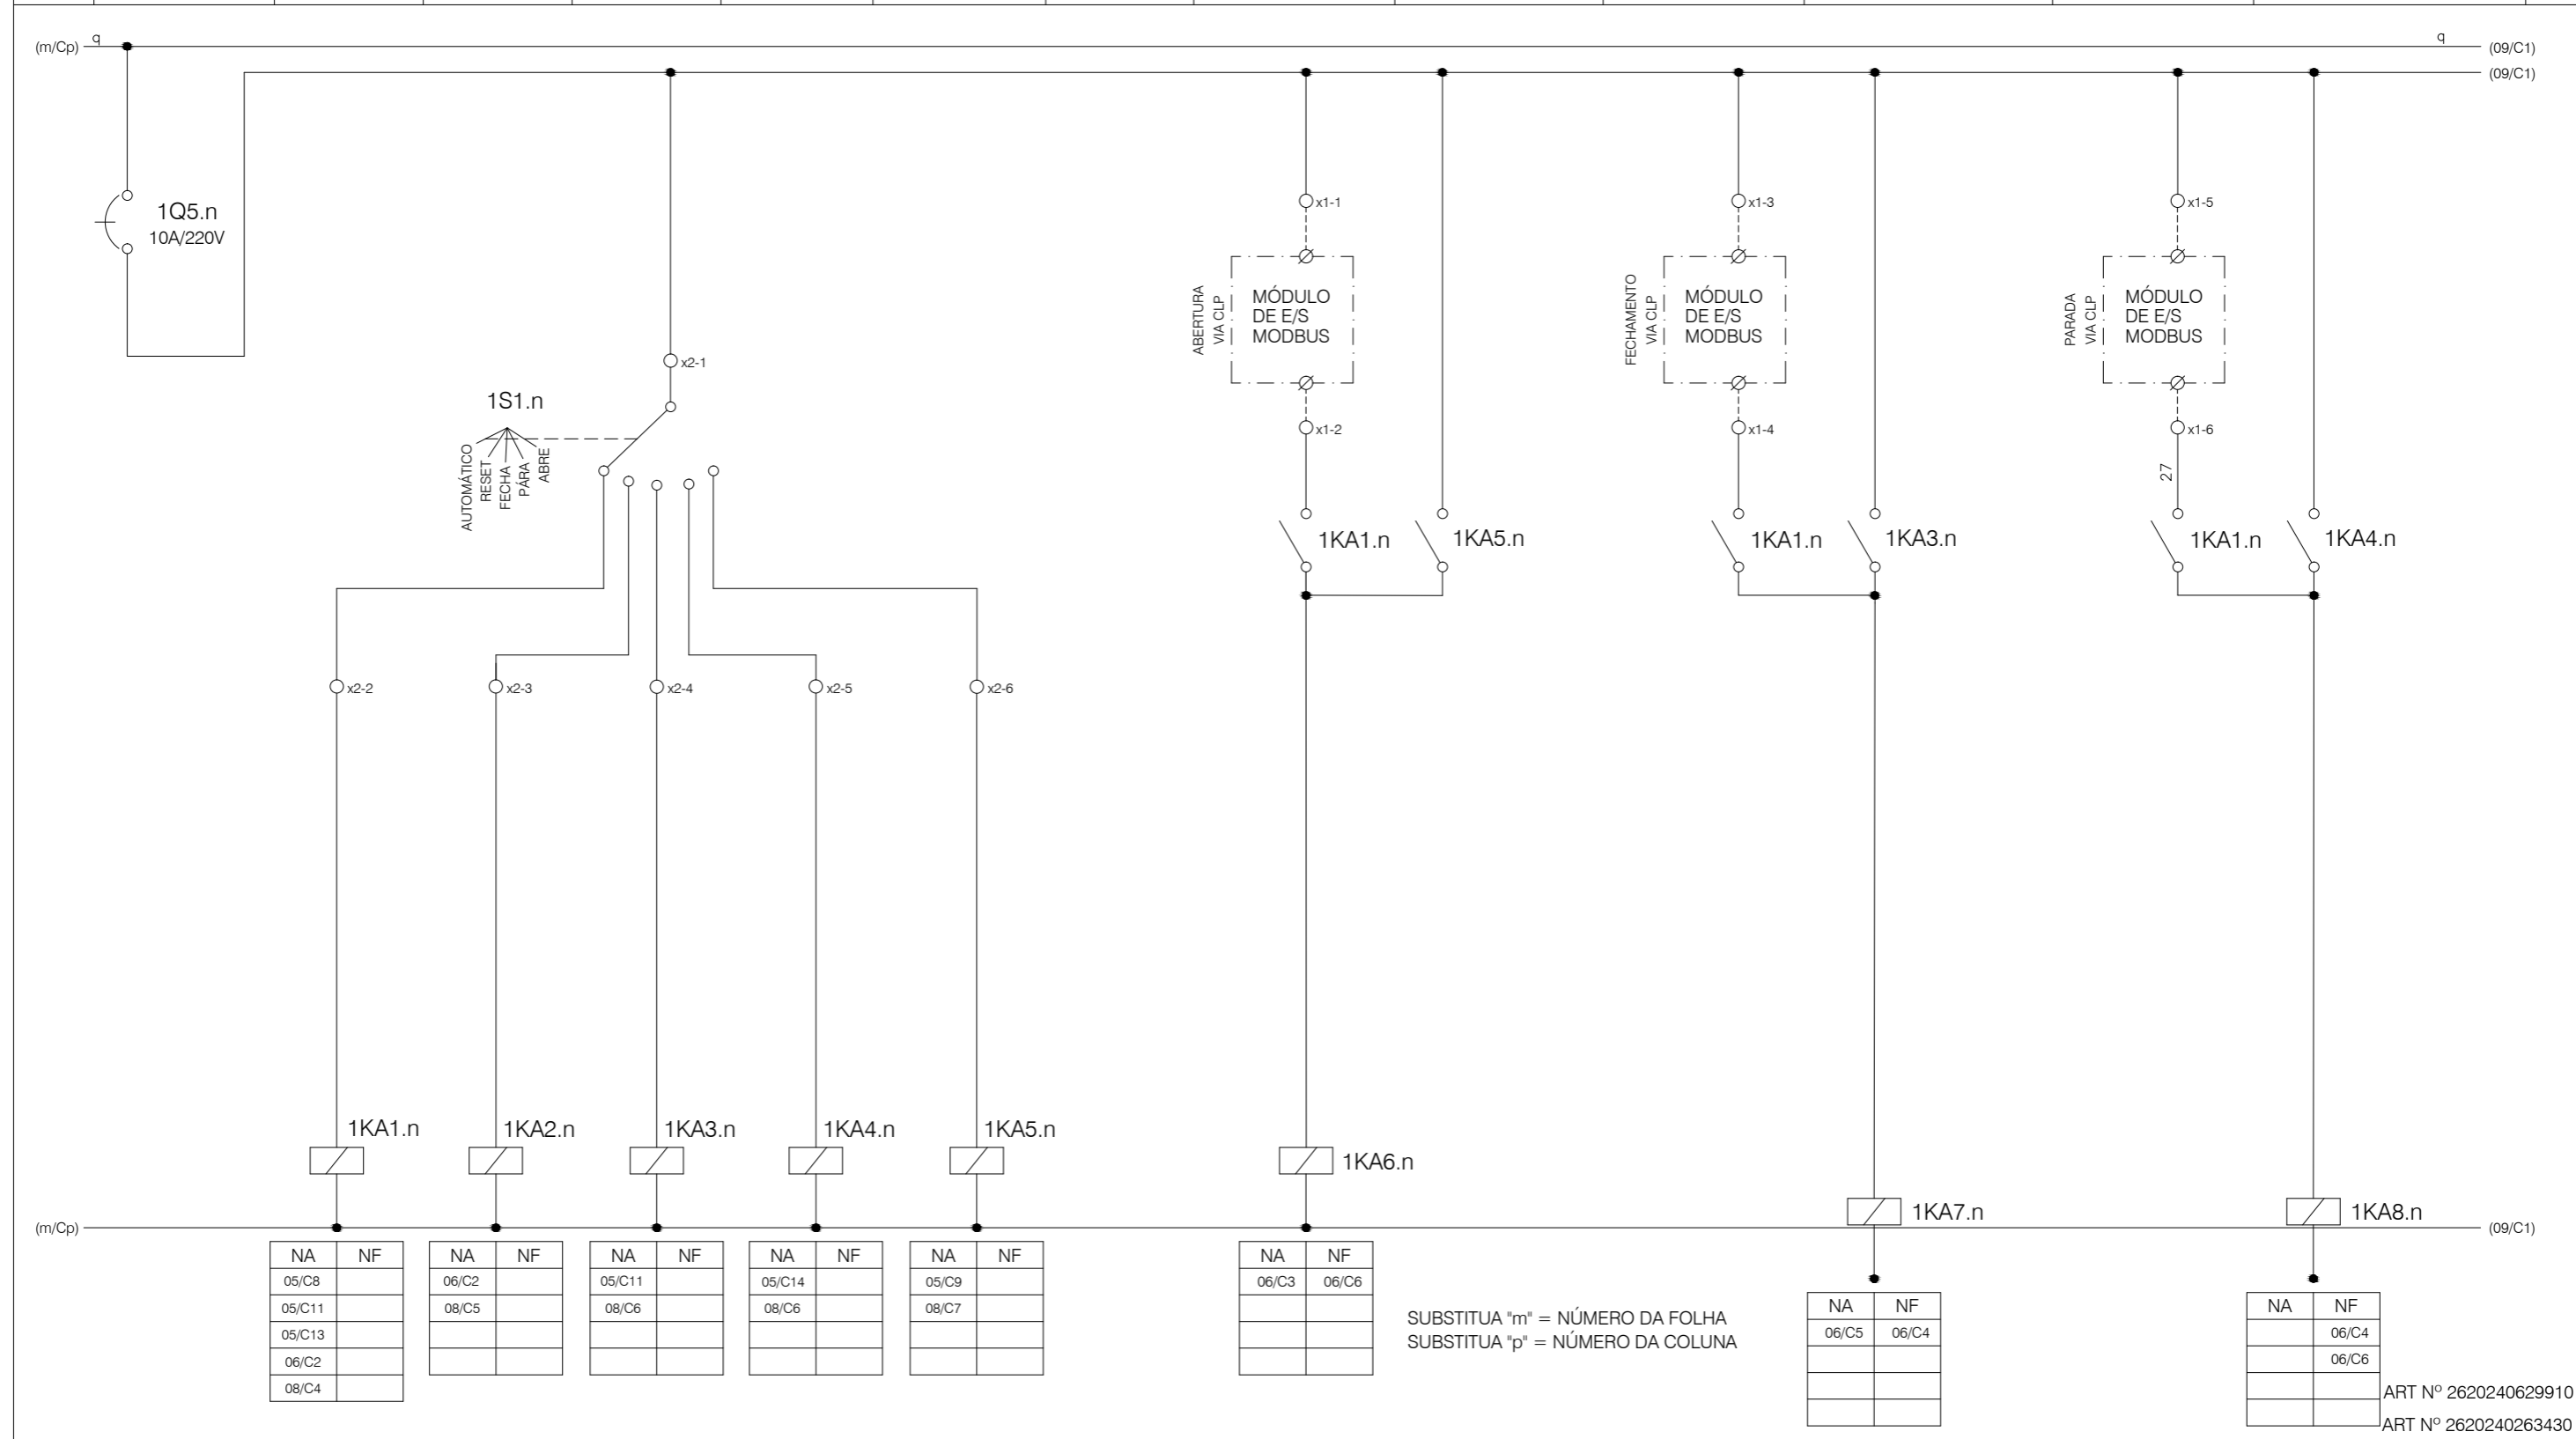 (m/Cp)
q
q
(09/C1)
(09/C1)
1Q5.n
10A/220V
x2-1
1S1.n
AUTOMÁTICO
RESET
FECHA
PÁRA
ABRE
x2-2
x2-3
x2-4
x2-5
x2-6
x1-1
ABERTURA
VIA CLP
MÓDULO
DE E/S
MODBUS
x1-2
1KA1.n
1KA5.n
x1-3
FECHAMENTO
VIA CLP
MÓDULO
DE E/S
MODBUS
x1-4
1KA1.n
1KA3.n
x1-5
PARADA
VIA CLP
MÓDULO
DE E/S
MODBUS
x1-6
27
1KA1.n
1KA4.n
1KA1.n
1KA2.n
1KA3.n
1KA4.n
1KA5.n
1KA6.n
1KA7.n
1KA8.n
(m/Cp)
(09/C1)
NA NF
05/C8
05/C11
05/C13
06/C2
08/C4
NA NF
06/C2
08/C5
NA NF
05/C11
08/C6
NA NF
05/C14
08/C6
NA NF
05/C9
08/C7
NA NF
06/C3 06/C6
SUBSTITUA "m" = NÚMERO DA FOLHA
SUBSTITUA "p" = NÚMERO DA COLUNA
NA NF
06/C5 06/C4
NA NF
06/C4
06/C6
ART Nº 2620240629910
ART Nº 2620240263430